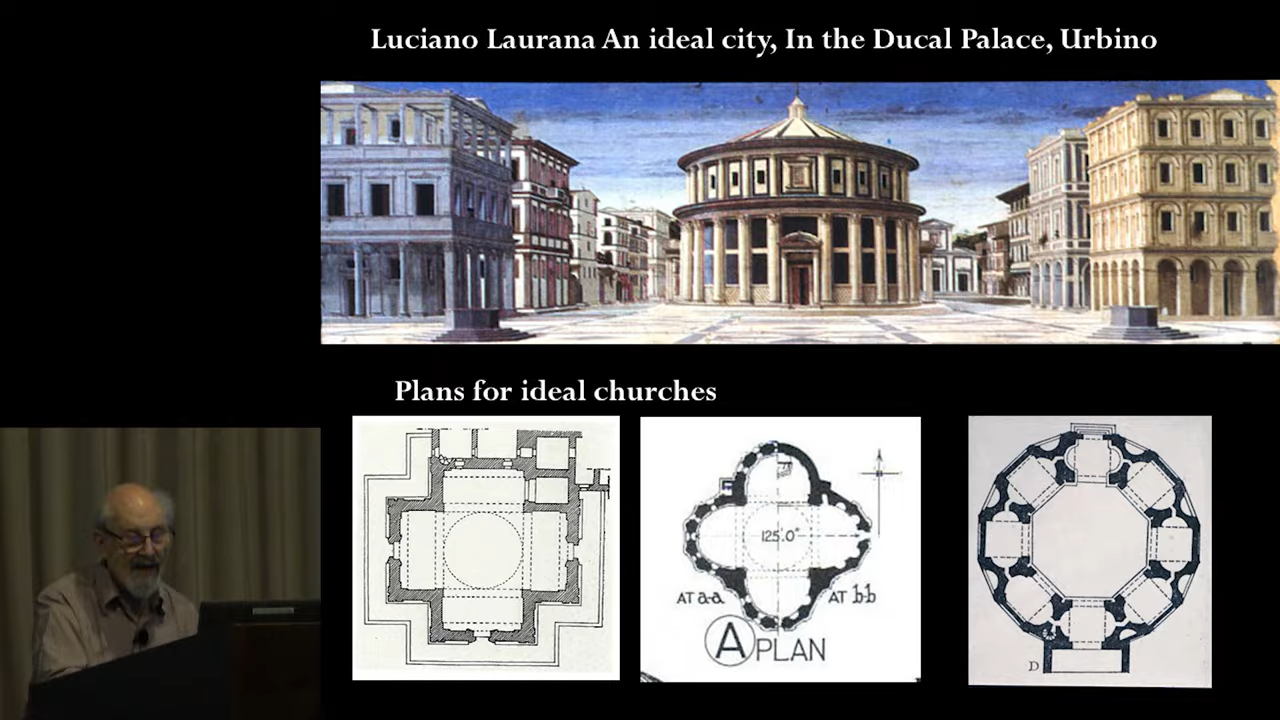 Luciano Laurana An ideal city, In the Ducal Palace, Urbino
Plans for ideal churches
125.0"
AT a-a
AT b-b
A PLAN
D